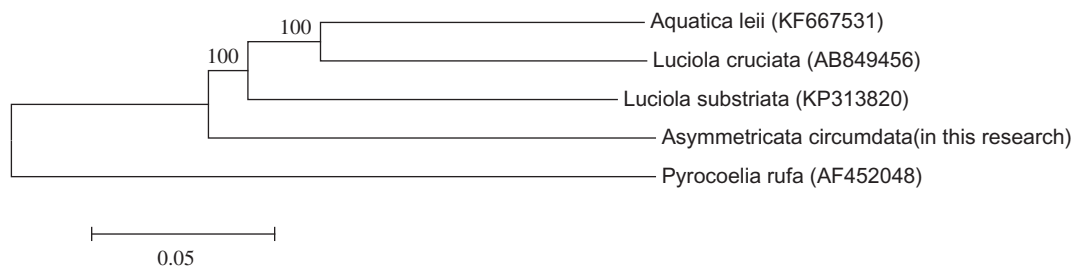 100
Aquatica leii (KF667531)
100
Luciola cruciata (AB849456)
Luciola substriata (KP313820)
Asymmetricata circumdata(in this research)
Pyrocoelia rufa (AF452048)
0.05